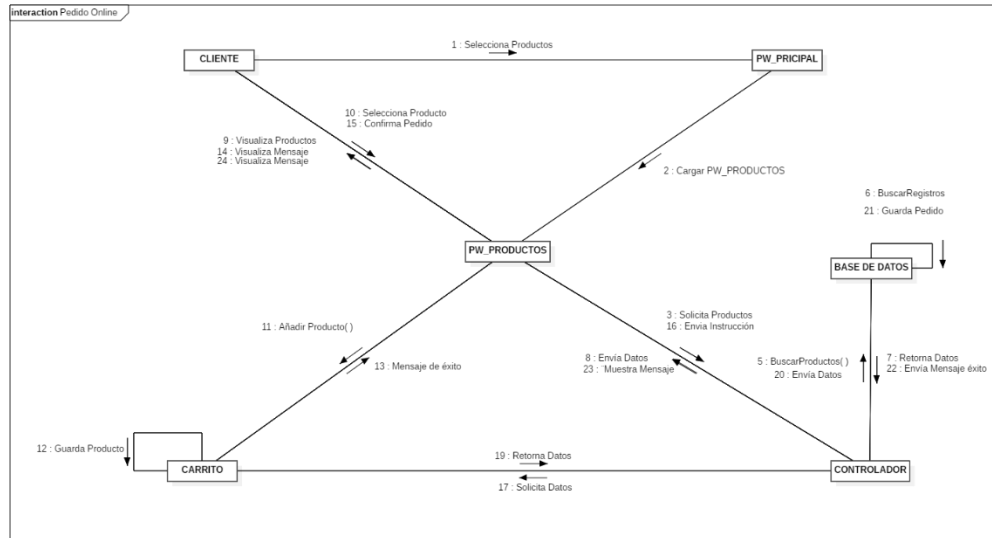 interaction Pedido Online
1 : Selecciona Productos
CLIENTE
PW_PRICIPAL
10 : Selecciona Producto
15 : Confirma Pedido
9 : Visualiza Productos
14 : Visualiza Mensaje
24 : Visualiza Mensaje
2 : Cargar PW_PRODUCTOS
6 : BuscarRegistros
21 : Guarda Pedido
PW_PRODUCTOS
BASE DE DATOS
3 : Solicita Productos
16 : Envia Instrucción
11 : Añadir Producto( )
8 : Envía Datos
23 : ¨Muestra Mensaje
5 : BuscarProductos( )
20 : Envía Datos
7 : Retorna Datos
22 : Envía Mensaje éxito
13 : Mensaje de éxito
12 : Guarda Producto
19 : Retorna Datos
CARRITO
CONTROLADOR
17 : Solicita Datos